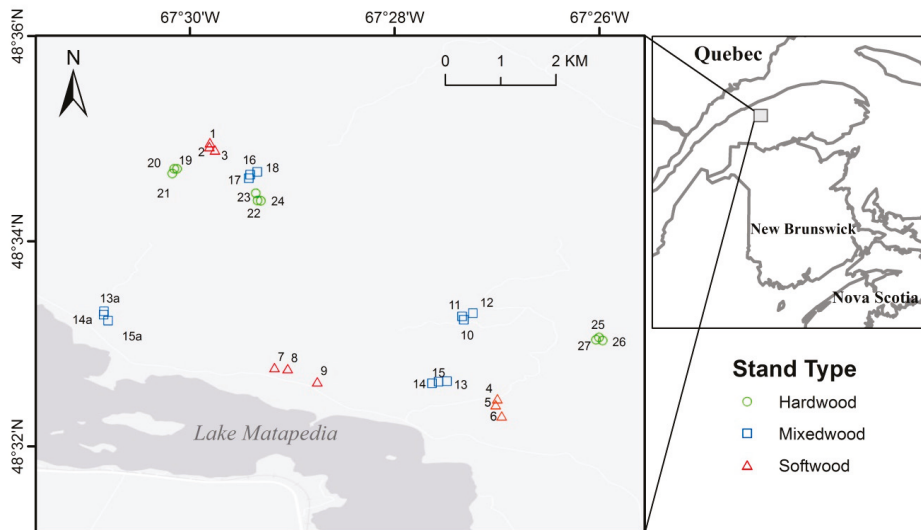 67°30'W 67°28'W 67°26'W
48°36'N
N
0 1 2 KM
Quebec
1
2 3
20 19 16 18
17
21 23 24
22
48°34'N
New Brunswick
Nova Scotia
13a
14a 15a
11 12
10
25
27 26
7 8
9
15
14 13 4
5
6
Lake Matapedia
48°32'N
Stand Type
Hardwood
Mixedwood
Softwood